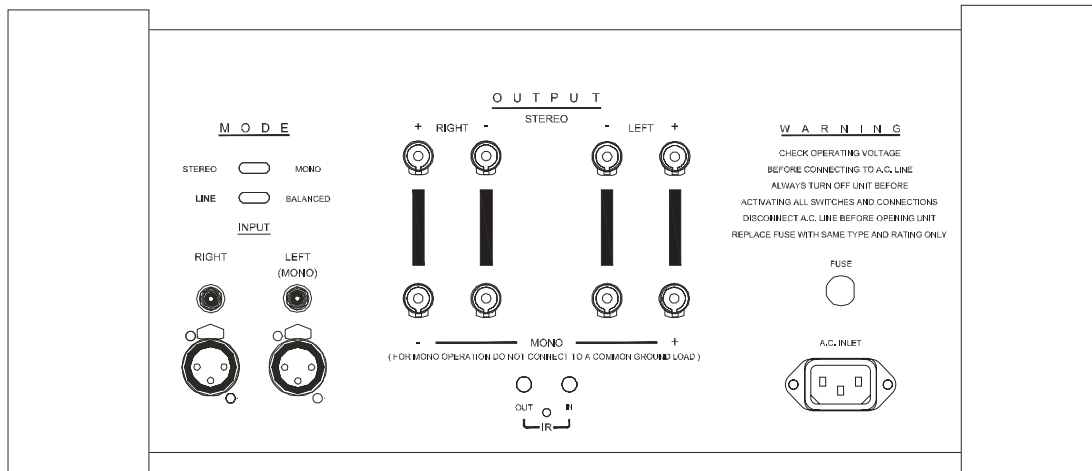 MODE
STEREO MONO
LINE BALANCED
INPUT
RIGHT LEFT
(MONO)
OUTPUT
STEREO
+ RIGHT - - LEFT +
- MONO +
( FOR MONO OPERATION DO NOT CONNECT TO A COMMON GROUND LOAD )
OUT IN
IR
WARNING
CHECK OPERATING VOLTAGE
BEFORE CONNECTING TO A.C. LINE
ALWAYS TURN OFF UNIT BEFORE
ACTIVATING ALL SWITCHES AND CONNECTIONS
DISCONNECT A.C. LINE BEFORE OPENING UNIT
REPLACE FUSE WITH SAME TYPE AND RATING ONLY
FUSE
A.C. INLET